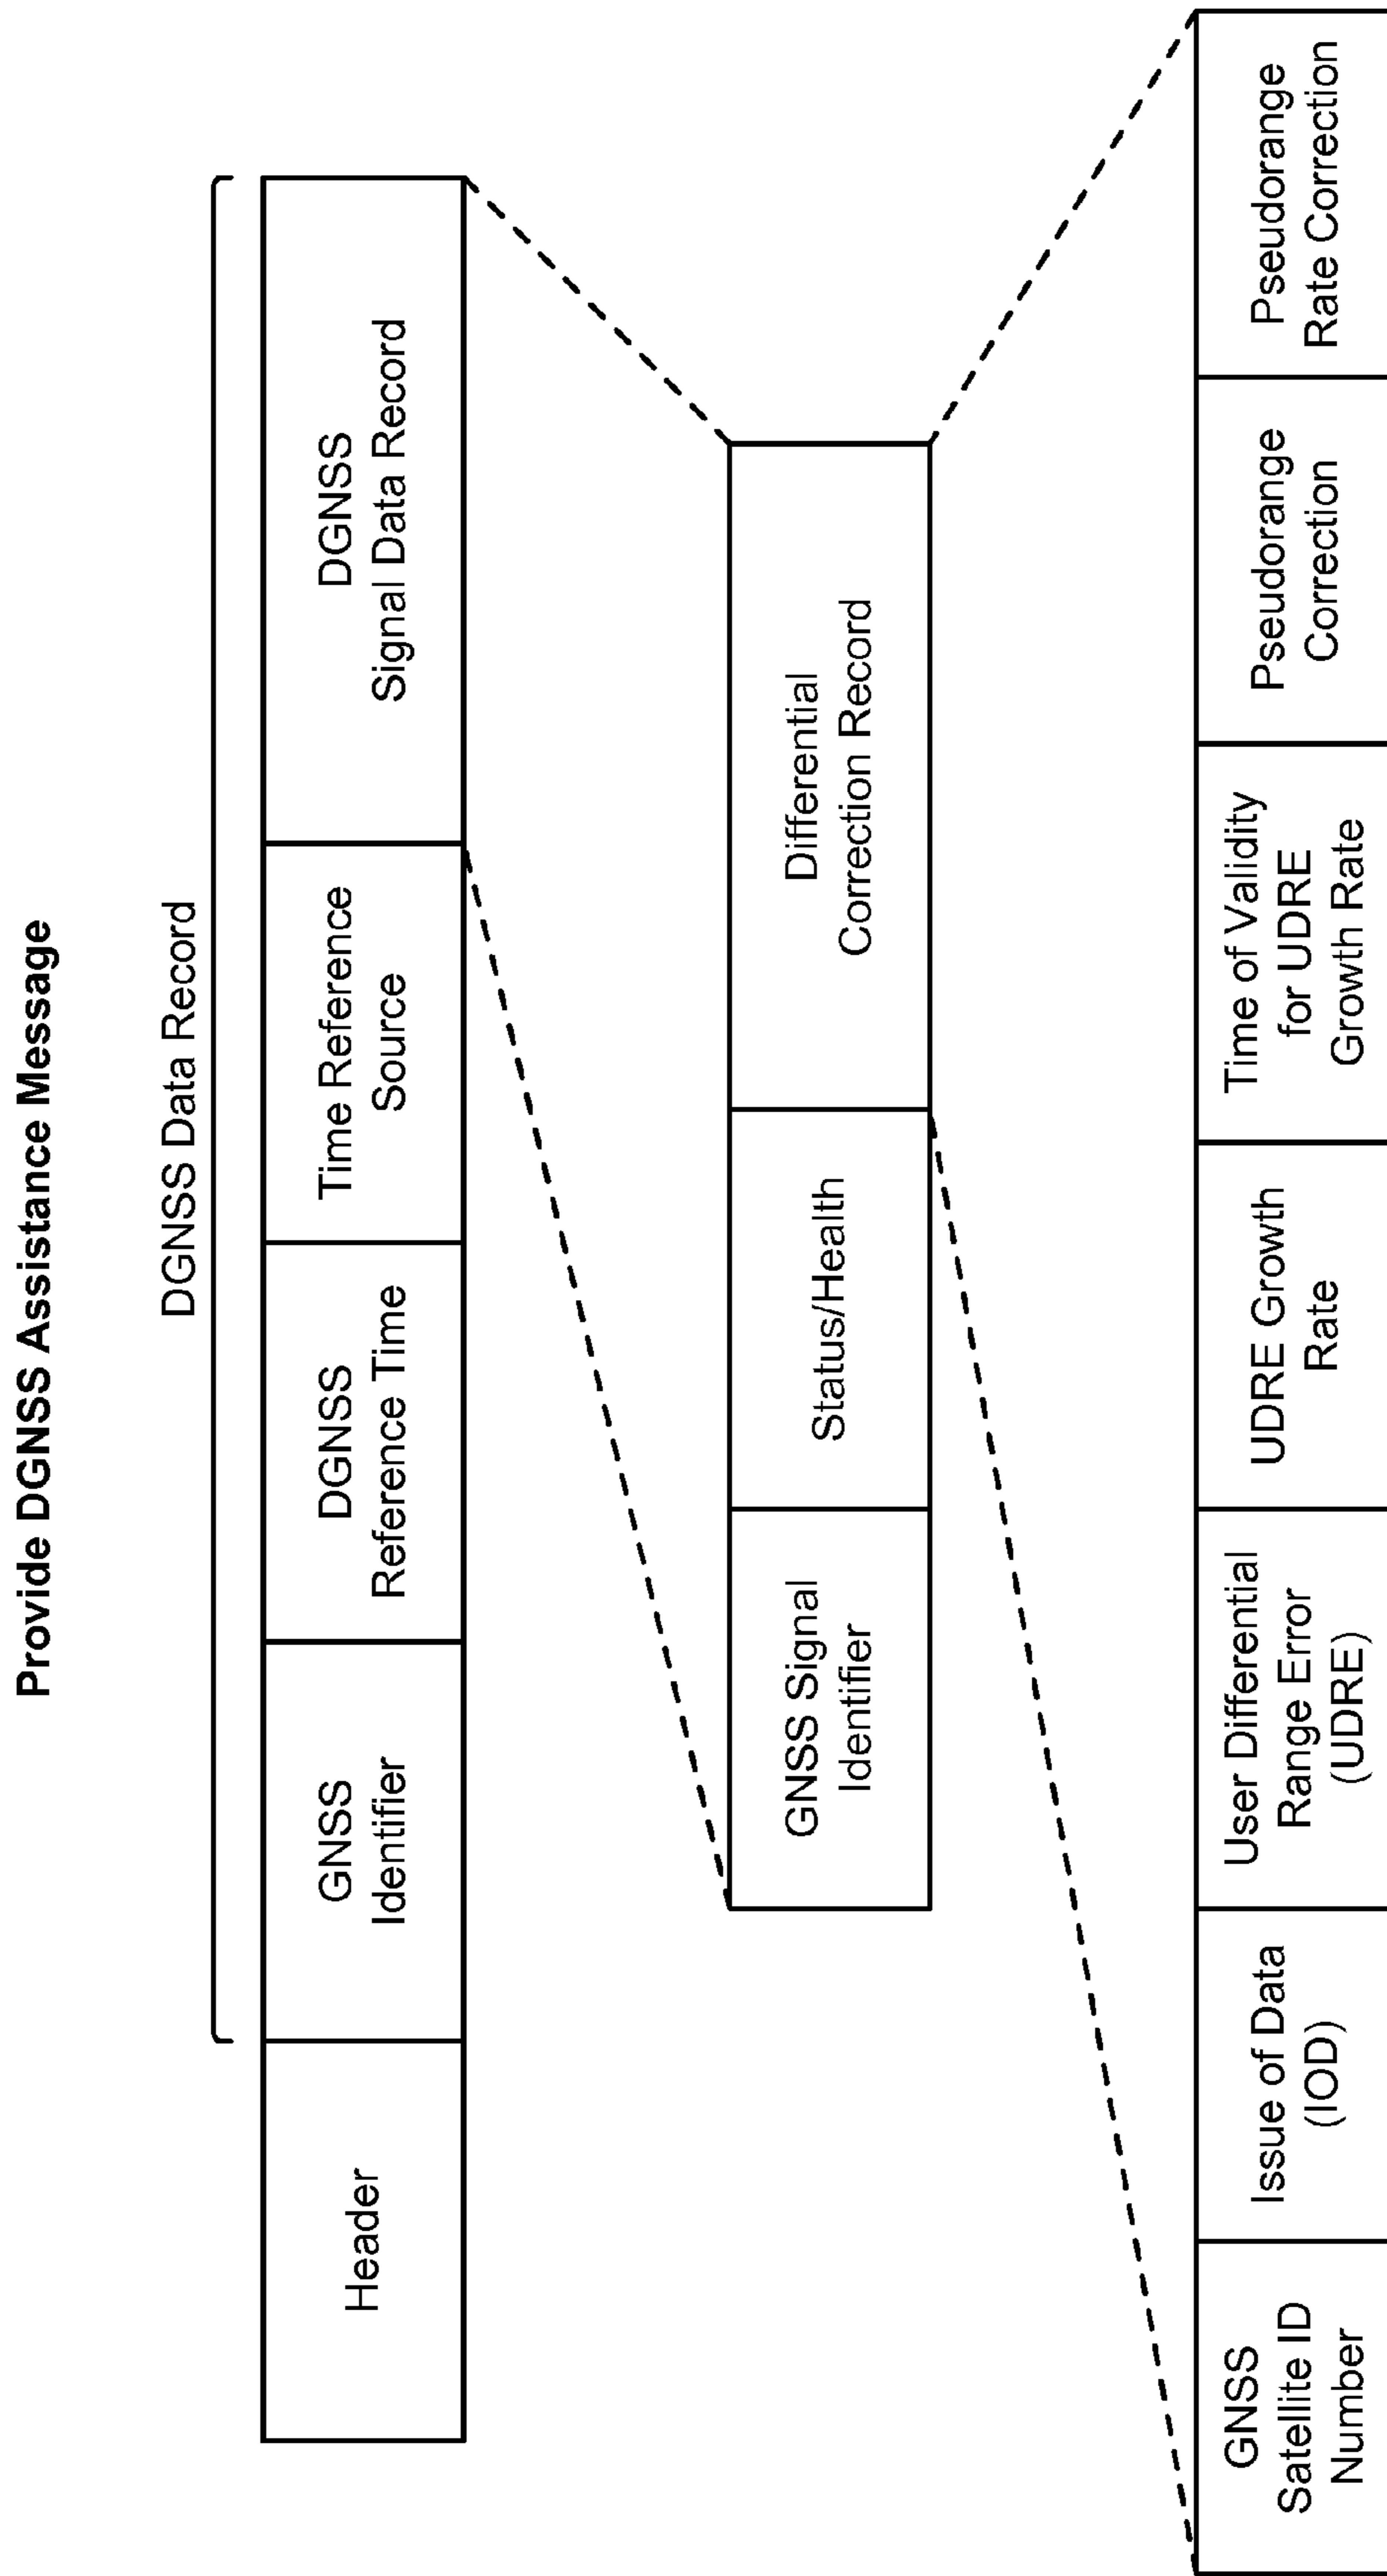 Provide DGNSS Assistance Message
DGNSS Data Record
Header
GNSS
Identifier
DGNSS
Reference Time
Time Reference
Source
DGNSS
Signal Data Record
GNSS Signal
Identifier
Status/Health
Differential
Correction Record
GNSS
Satellite ID
Number
Issue of Data
(IOD)
User Differential
Range Error
(UDRE)
UDRE Growth
Rate
Time of Validity
for UDRE
Growth Rate
Pseudorange
Correction
Pseudorange
Rate Correction